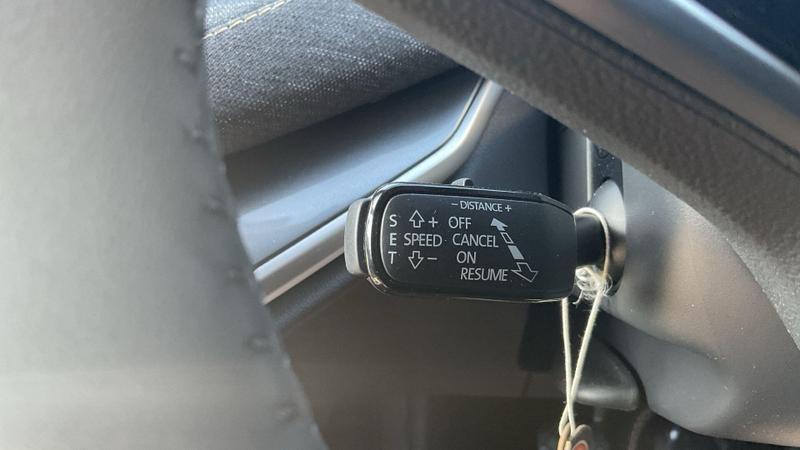 - DISTANCE +
S + OFF
E SPEED CANCEL
T - ON
RESUME